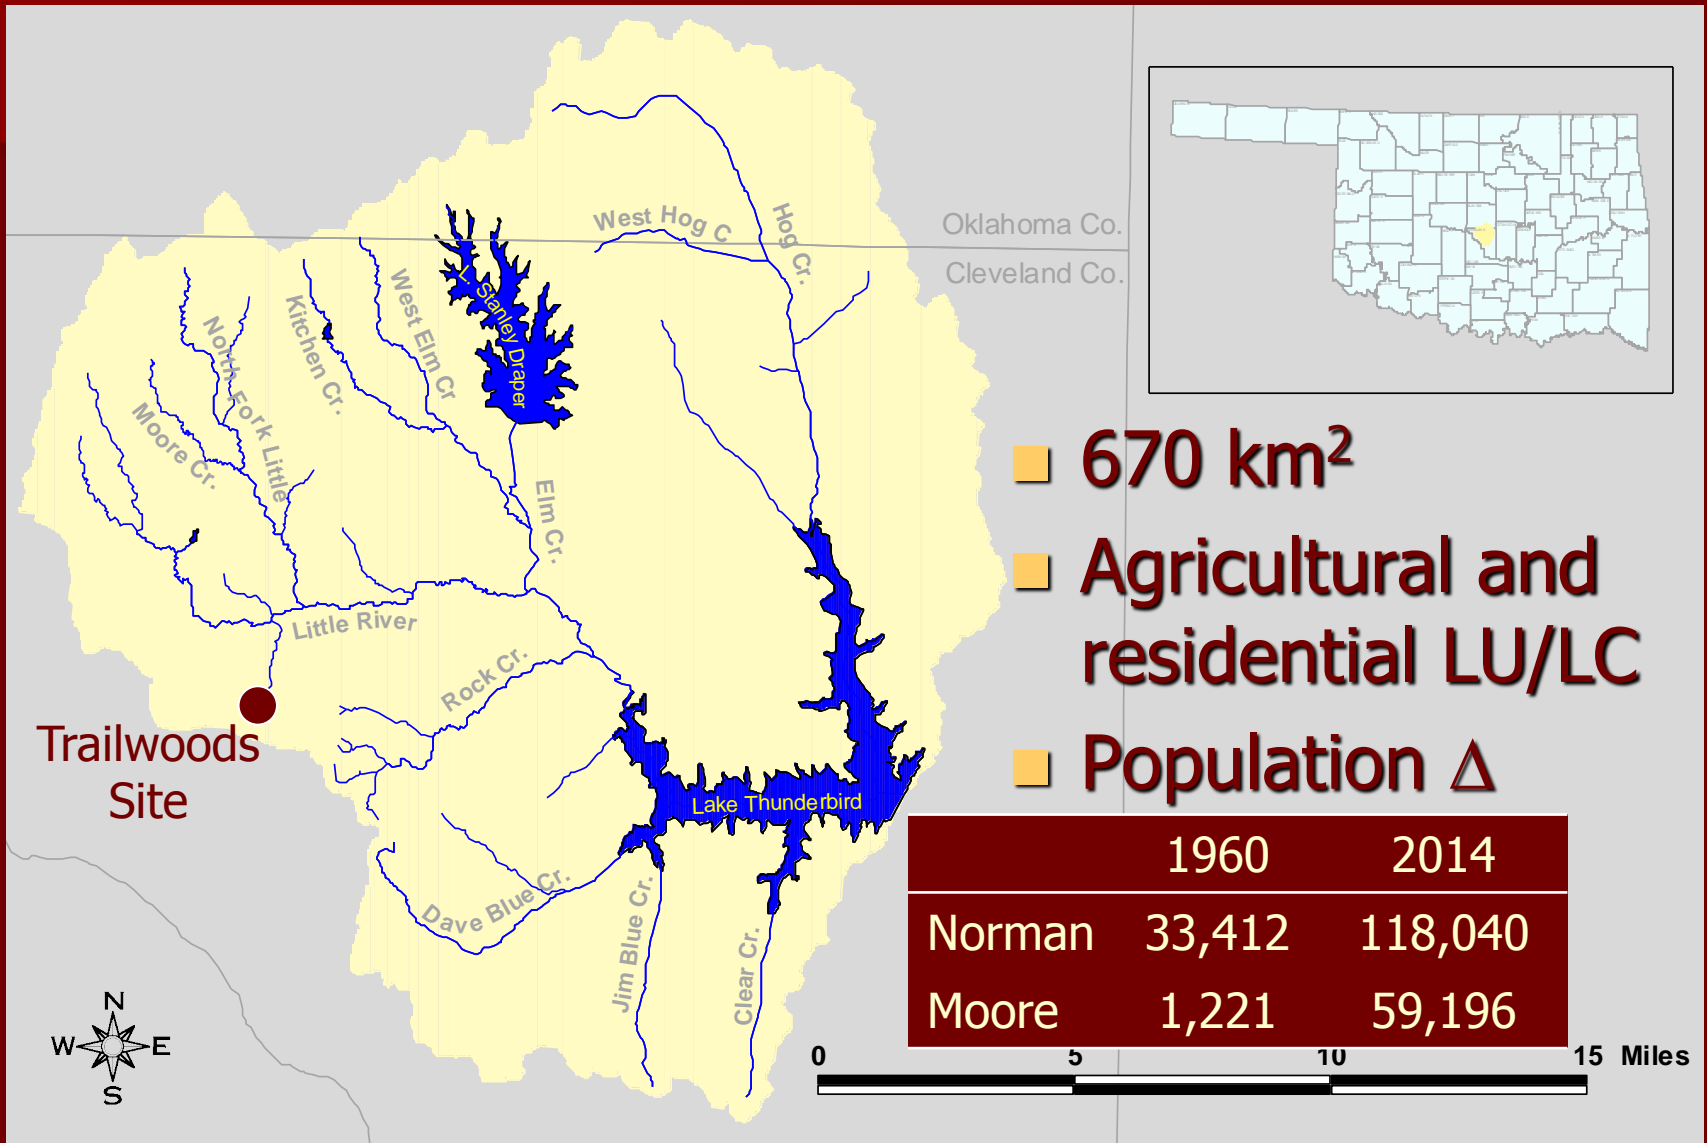 Oklahoma Co.
Cleveland Co.
West Hog C
Hog Cr.
L. Stanley Draper
West Elm Cr
Kitchen Cr.
North Fork Little
Moore Cr.
Elm Cr.
Little River
Rock Cr.
Trailwoods
Site
Lake Thunderbird
Dave Blue Cr.
Jim Blue Cr.
Clear Cr.
N
W E
S
670 km²
Agricultural and
residential LU/LC
Population Δ
1960 2014
Norman 33,412 118,040
Moore 1,221 59,196
0 5 10 15 Miles